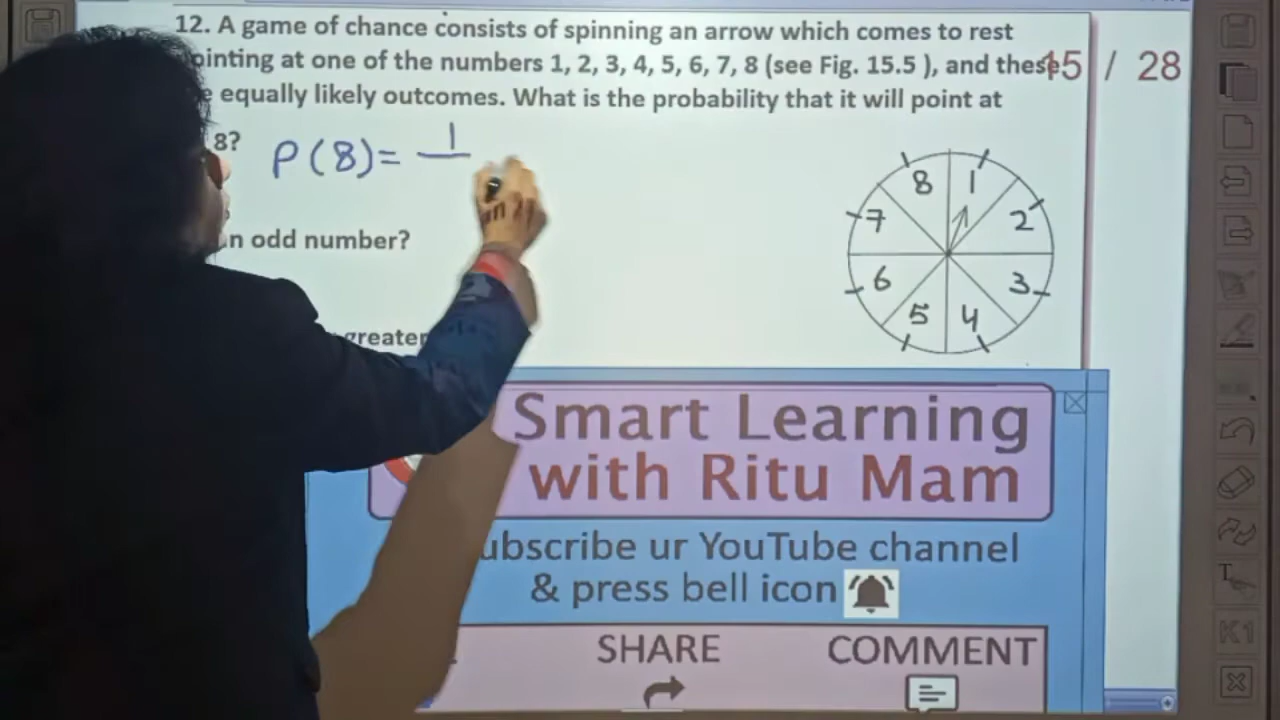 12. A game of chance consists of spinning an arrow which comes to rest
ointing at one of the numbers 1, 2, 3, 4, 5, 6, 7, 8 (see Fig. 15.5 ), and these
15 / 28
e equally likely outcomes. What is the probability that it will point at
8?
P(8)= 1
8 1
7 2
6 3
5 4
n odd number?
greater
Smart Learning
with Ritu Mam
ubscribe ur YouTube channel
& press bell icon
SHARE COMMENT
T
K1